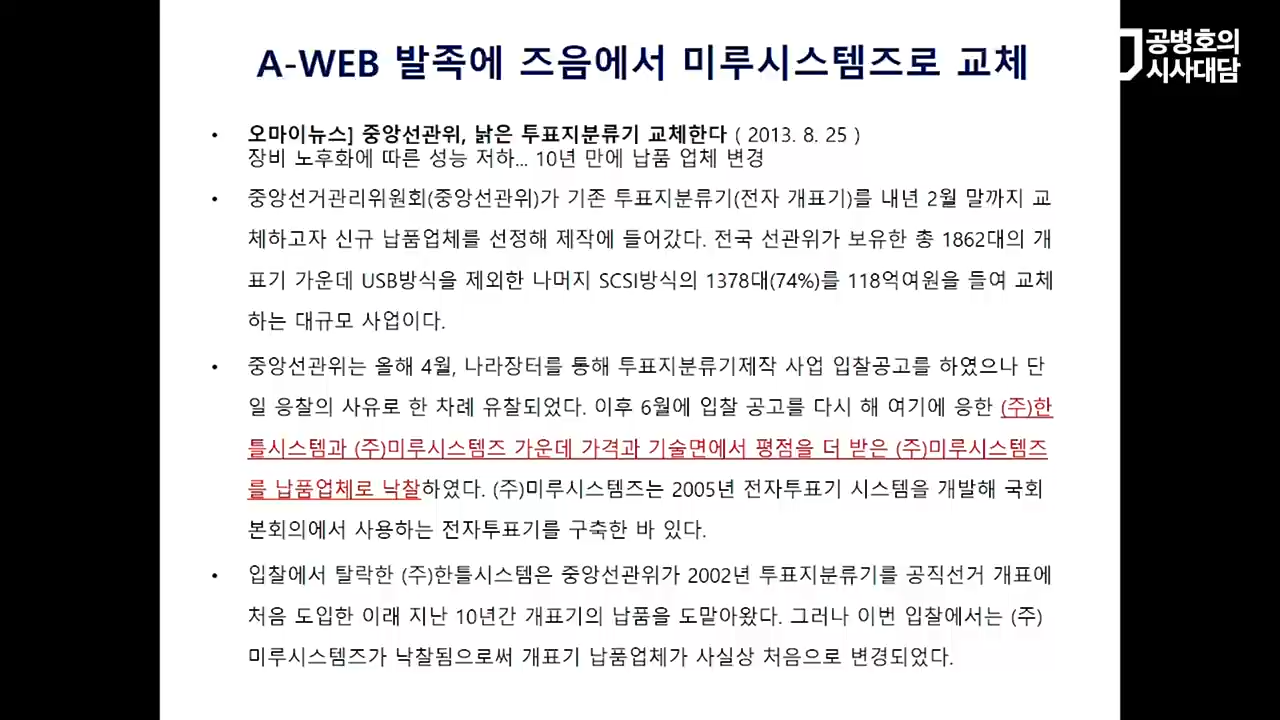 A-WEB 발족에 즈음에서 미루시스템즈로 교체
공병호의
시사대담
• 오마이뉴스] 중앙선관위, 낡은 투표지분류기 교체한다 ( 2013. 8. 25 )
장비 노후화에 따른 성능 저하... 10년 만에 납품 업체 변경
• 중앙선거관리위원회(중앙선관위)가 기존 투표지분류기(전자 개표기)를 내년 2월 말까지 교
체하고자 신규 납품업체를 선정해 제작에 들어갔다. 전국 선관위가 보유한 총 1862대의 개
표기 가운데 USB방식을 제외한 나머지 SCSI방식의 1378대(74%)를 118억여원을 들여 교체
하는 대규모 사업이다.
• 중앙선관위는 올해 4월, 나라장터를 통해 투표지분류기제작 사업 입찰공고를 하였으나 단
일 응찰의 사유로 한 차례 유찰되었다. 이후 6월에 입찰 공고를 다시 해 여기에 응한 (주)한
틀시스템과 (주)미루시스템즈 가운데 가격과 기술면에서 평점을 더 받은 (주)미루시스템즈
를 납품업체로 낙찰하였다. (주)미루시스템즈는 2005년 전자투표기 시스템을 개발해 국회
본회의에서 사용하는 전자투표기를 구축한 바 있다.
• 입찰에서 탈락한 (주)한틀시스템은 중앙선관위가 2002년 투표지분류기를 공직선거 개표에
처음 도입한 이래 지난 10년간 개표기의 납품을 도맡아왔다. 그러나 이번 입찰에서는 (주)
미루시스템즈가 낙찰됨으로써 개표기 납품업체가 사실상 처음으로 변경되었다.